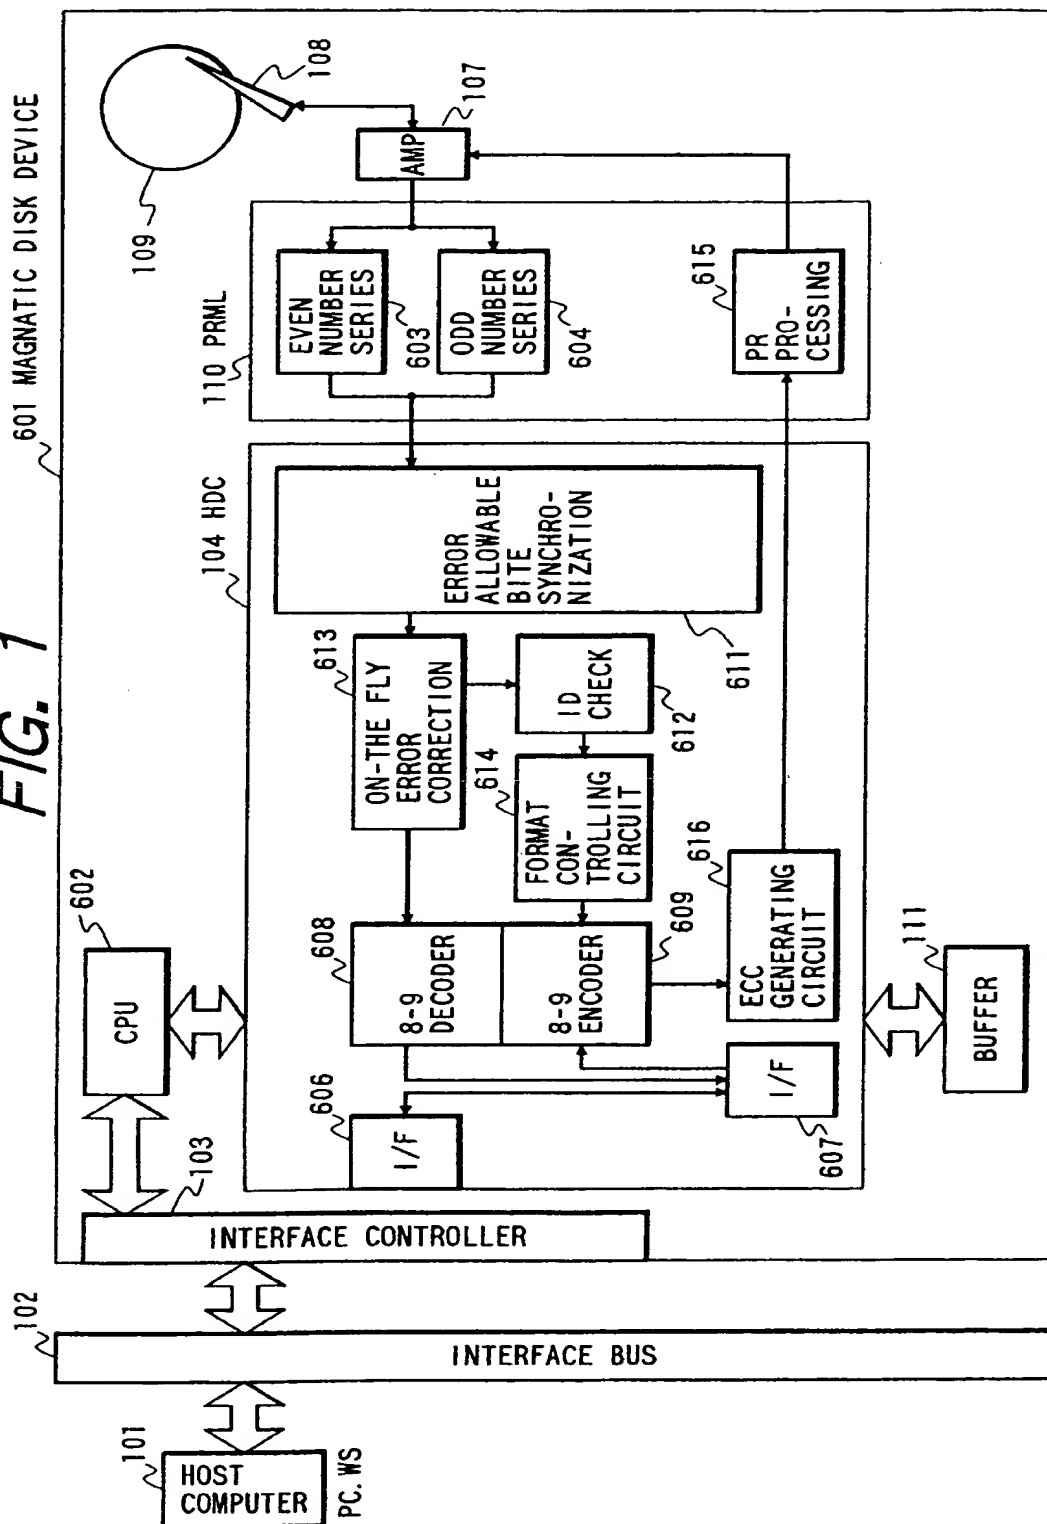 FIG. 1
601 MAGNATIC DISK DEVICE
109
108
107
AMP
110 PRML
EVEN
NUMBER
SERIES
603
ODD
NUMBER
SERIES
604
615
PR
PRO-
CESSING
104 HDC
ERROR
ALLOWABLE
BITE
SYNCHRO-
NIZATION
611
613
ON-THE FLY
ERROR
CORRECTION
ID
CHECK
612
614
FORMAT
CON-
TROLLING
CIRCUIT
608
8-9
DECODER
8-9
ENCODER
609
616
ECC
GENERATING
CIRCUIT
606
I/F
I/F
607
602
CPU
111
BUFFER
103
INTERFACE CONTROLLER
102
INTERFACE BUS
101
HOST
COMPUTER
PC.WS